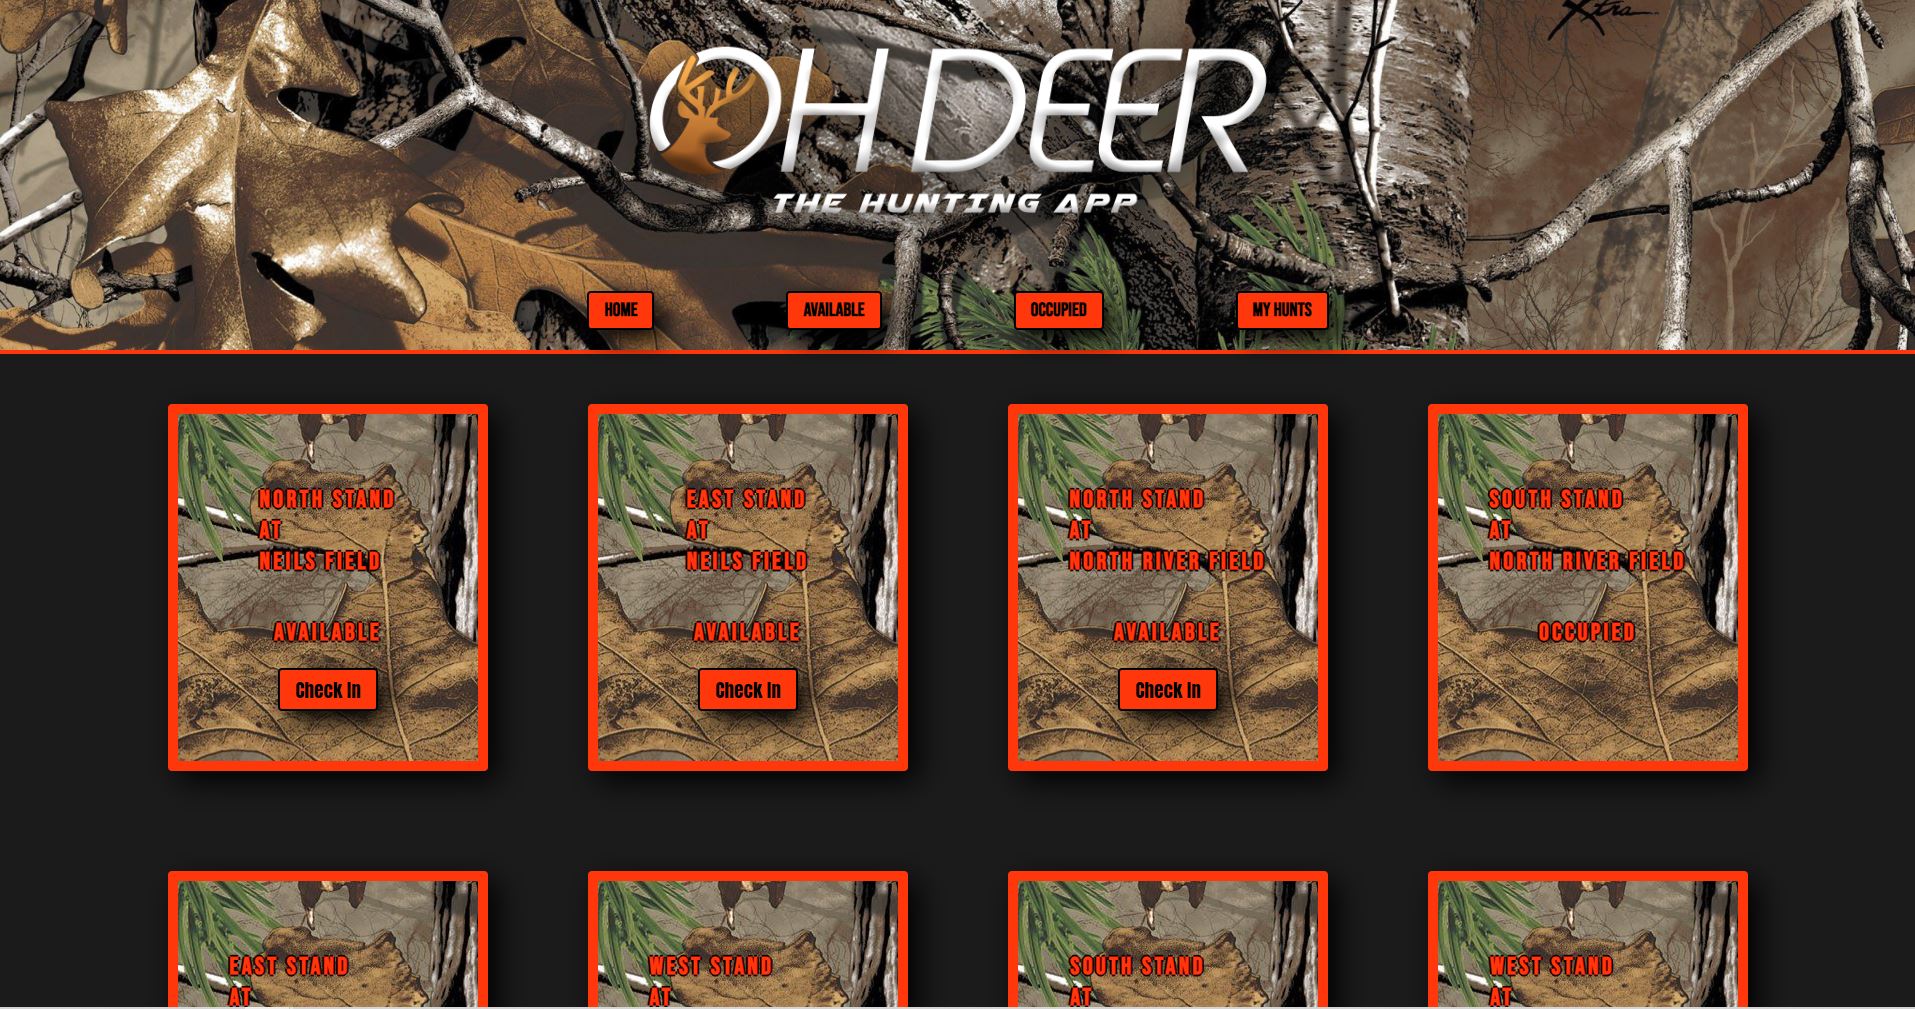 Xtra
OH DEER
THE HUNTING APP
HOME
AVAILABLE
OCCUPIED
MY HUNTS
NORTH STAND
AT
NEILS FIELD
AVAILABLE
Check In
EAST STAND
AT
NEILS FIELD
AVAILABLE
Check In
NORTH STAND
AT
NORTH RIVER FIELD
AVAILABLE
Check In
SOUTH STAND
AT
NORTH RIVER FIELD
OCCUPIED
EAST STAND
AT
WEST STAND
AT
SOUTH STAND
AT
WEST STAND
AT